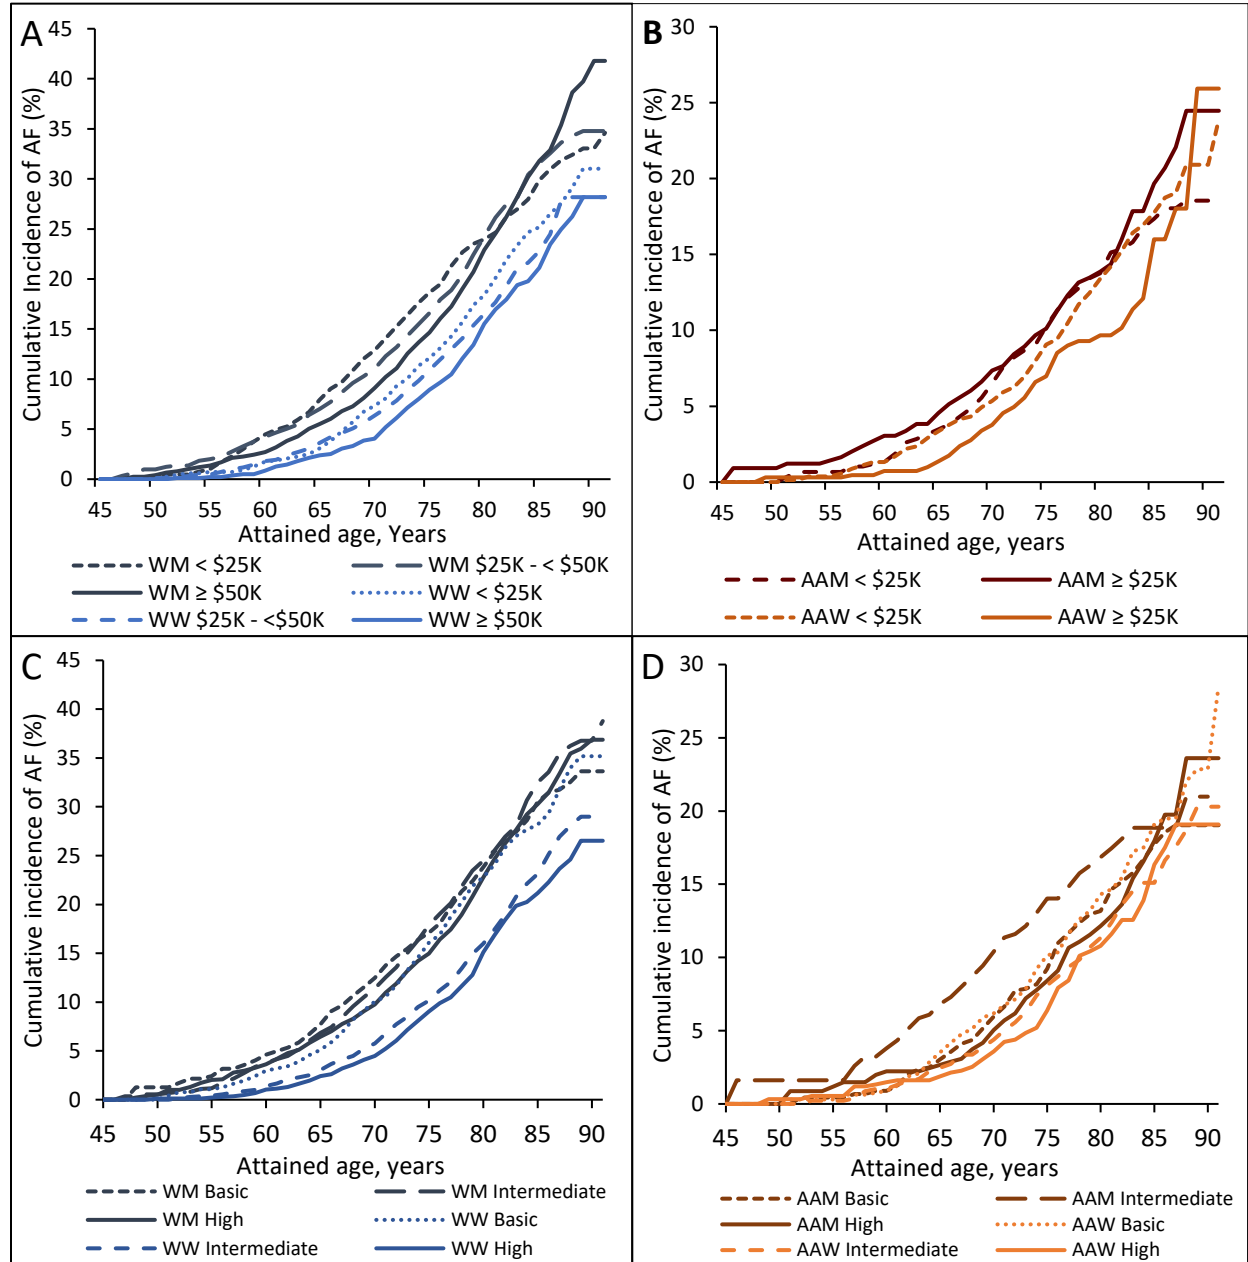 A
Cumulative Incidence of AF (%)
45
40
35
30
25
20
15
10
5
0
45 50 55 60 65 70 75 80 85 90
Attained age, Years
WM < $25K WM $25K - < $50K
WM ≥ $50K WW < $25K
WW $25K - <$50K WW ≥ $50K
B
Cumulative incidence of AF (%)
30
25
20
15
10
5
0
45 50 55 60 65 70 75 80 85 90
Attained age, years
AAM < $25K AAM ≥ $25K
AAW < $25K AAW ≥ $25K
C
Cumulative incidence of AF (%)
45
40
35
30
25
20
15
10
5
0
45 50 55 60 65 70 75 80 85 90
Attained age, years
WM Basic WM Intermediate
WM High WW Basic
WW Intermediate WW High
D
Cumulative incidence of AF (%)
30
25
20
15
10
5
0
45 50 55 60 65 70 75 80 85 90
Attained age, years
AAM Basic AAM Intermediate
AAM High AAW Basic
AAW Intermediate AAW High